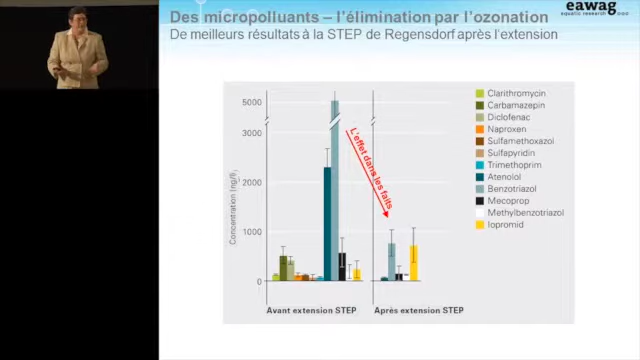 Des micropolluants – l'élimination par l'ozonation
De meilleurs résultats à la STEP de Regensdorf après l'extension
eawag
aquatic research
Concentration (ng/l)
5000
3000
2000
1000
0
L'effet dans les faits
Avant extension STEP
Après extension STEP
Clarithromycin
Carbamazepin
Diclofenac
Naproxen
Sulfamethoxazol
Sulfapyridin
Trimethoprim
Atenolol
Benzotriazol
Mecoprop
Methylbenzotriazol
Iopromid